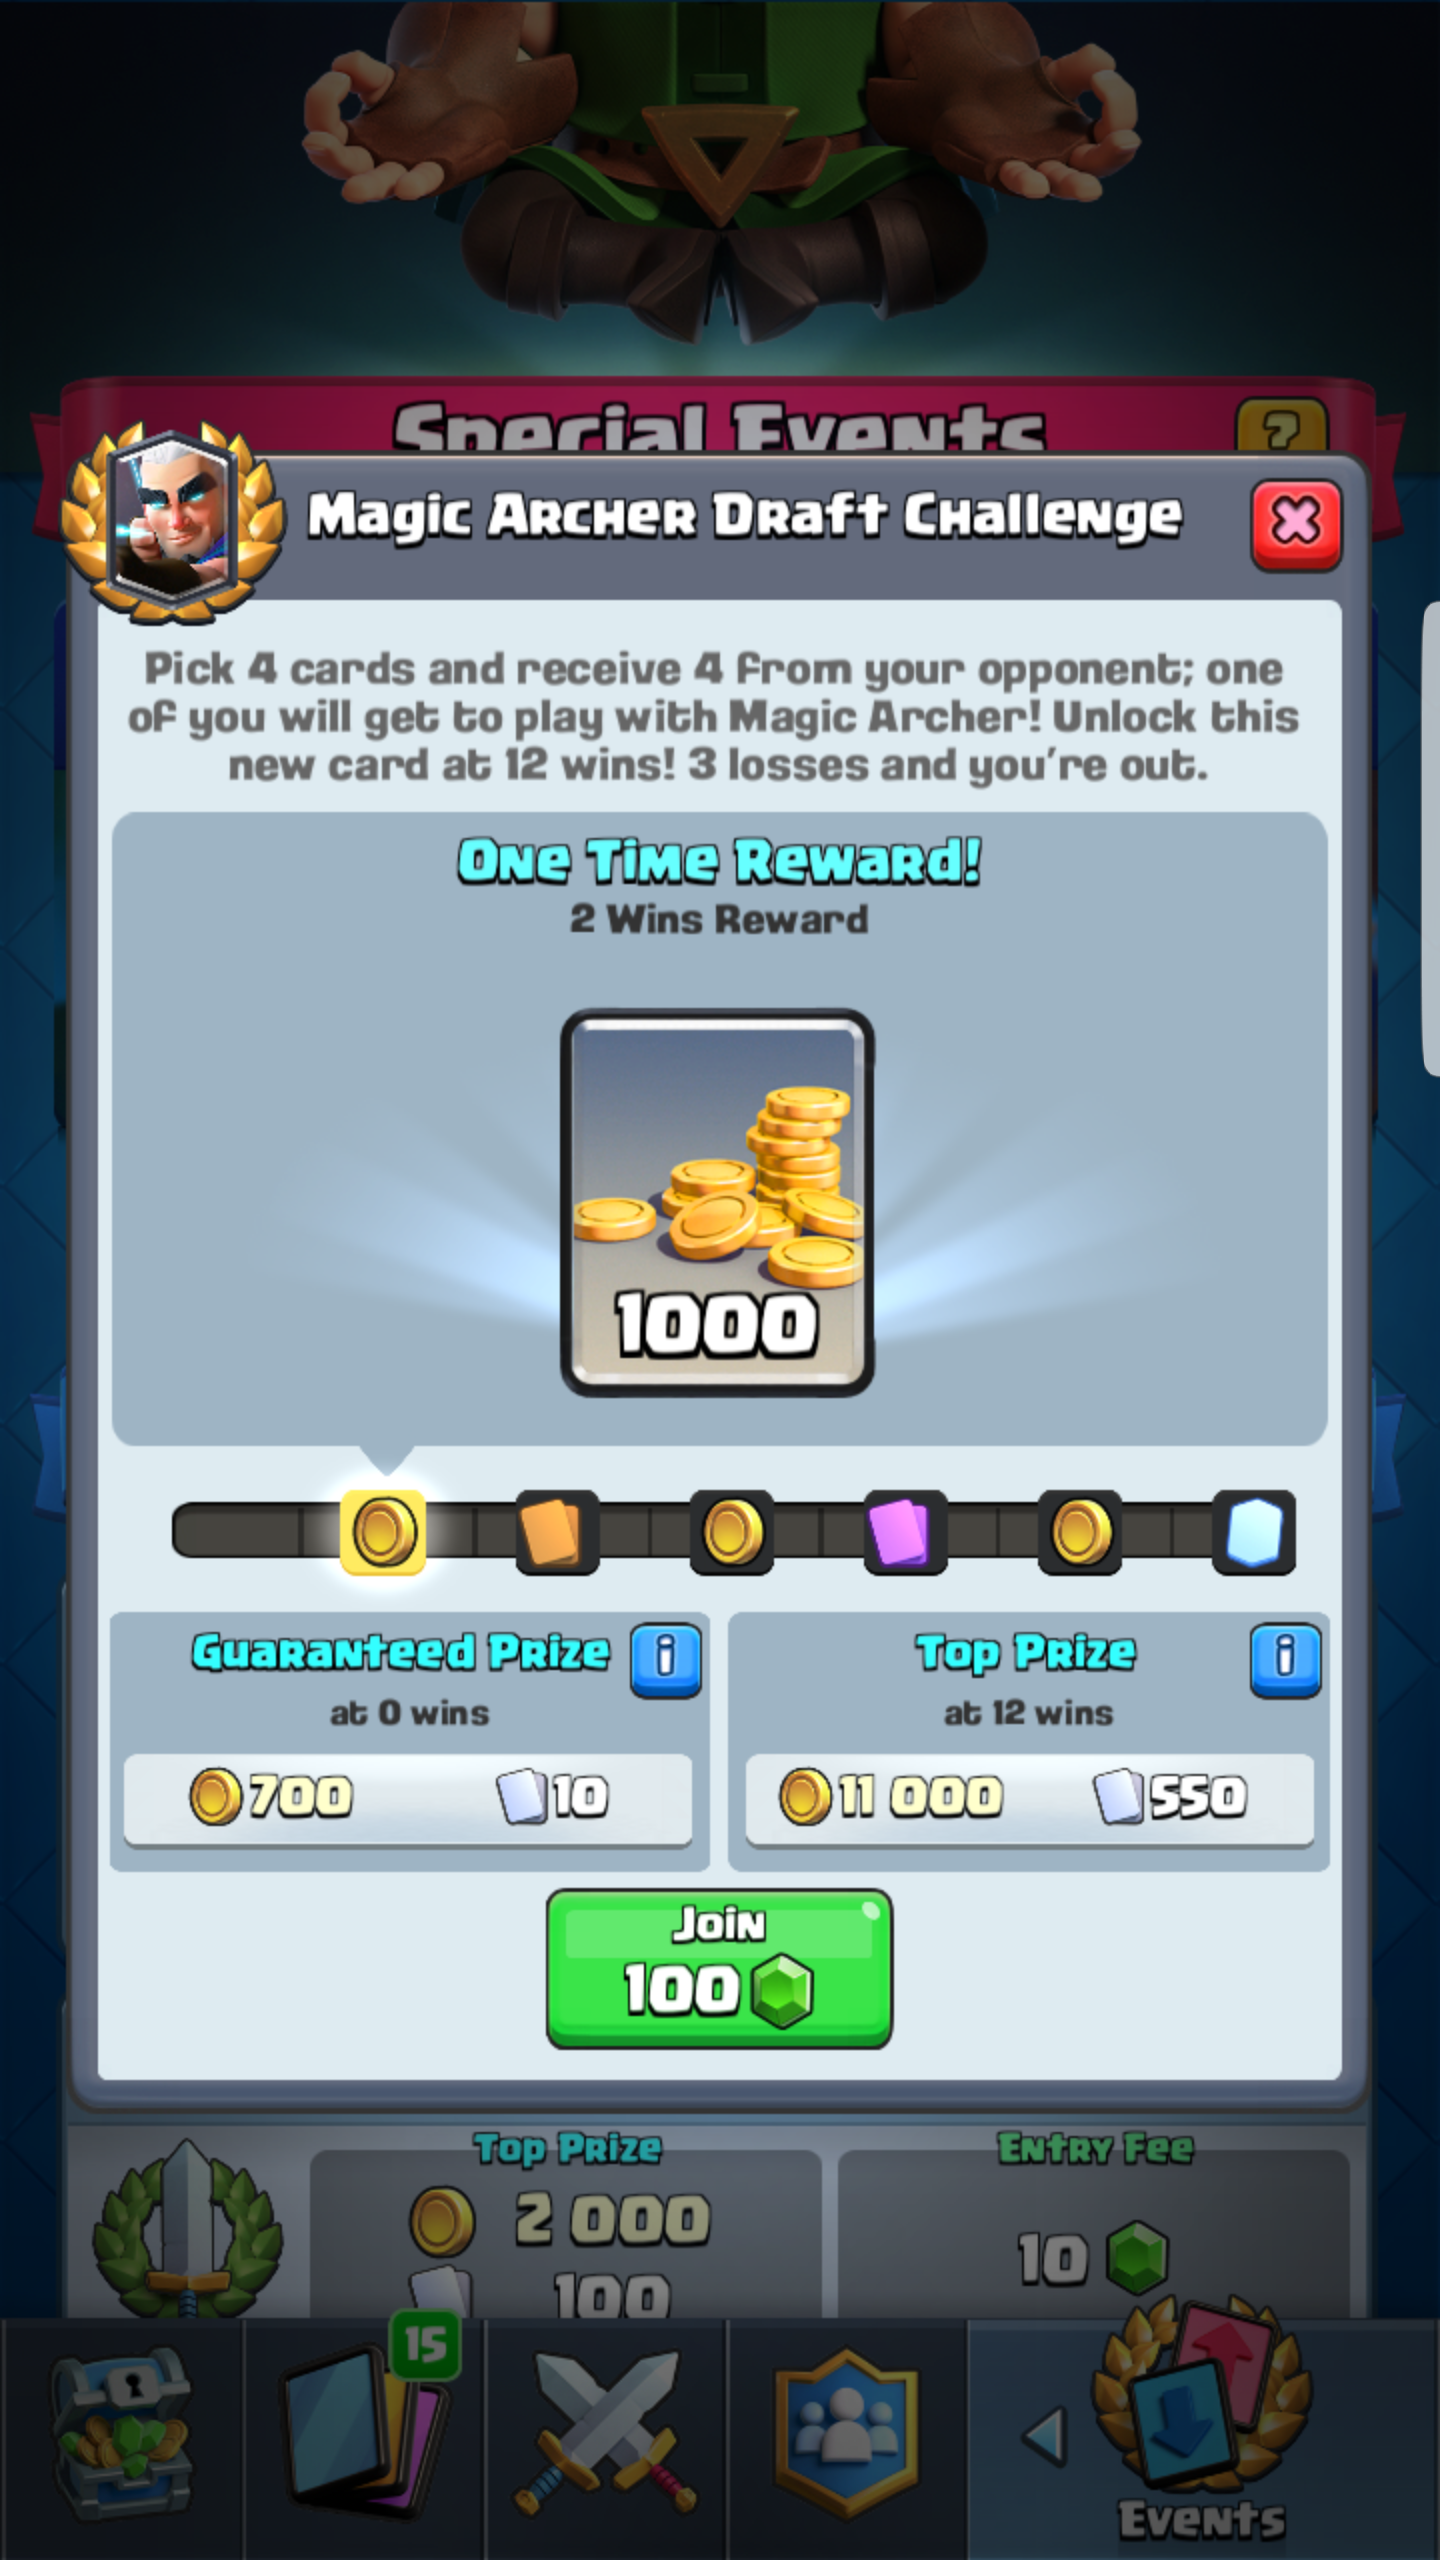 Special Events
?
Magic Archer Draft Challenge
Pick 4 cards and receive 4 from your opponent; one
of you will get to play with Magic Archer! Unlock this
new card at 12 wins! 3 losses and you're out.
One Time Reward!
2 Wins Reward
1000
Guaranteed Prize
i
at 0 wins
700
10
Top Prize
i
at 12 wins
11 000
550
Join
100
Top Prize
2 000
100
Entry Fee
10
15
Events